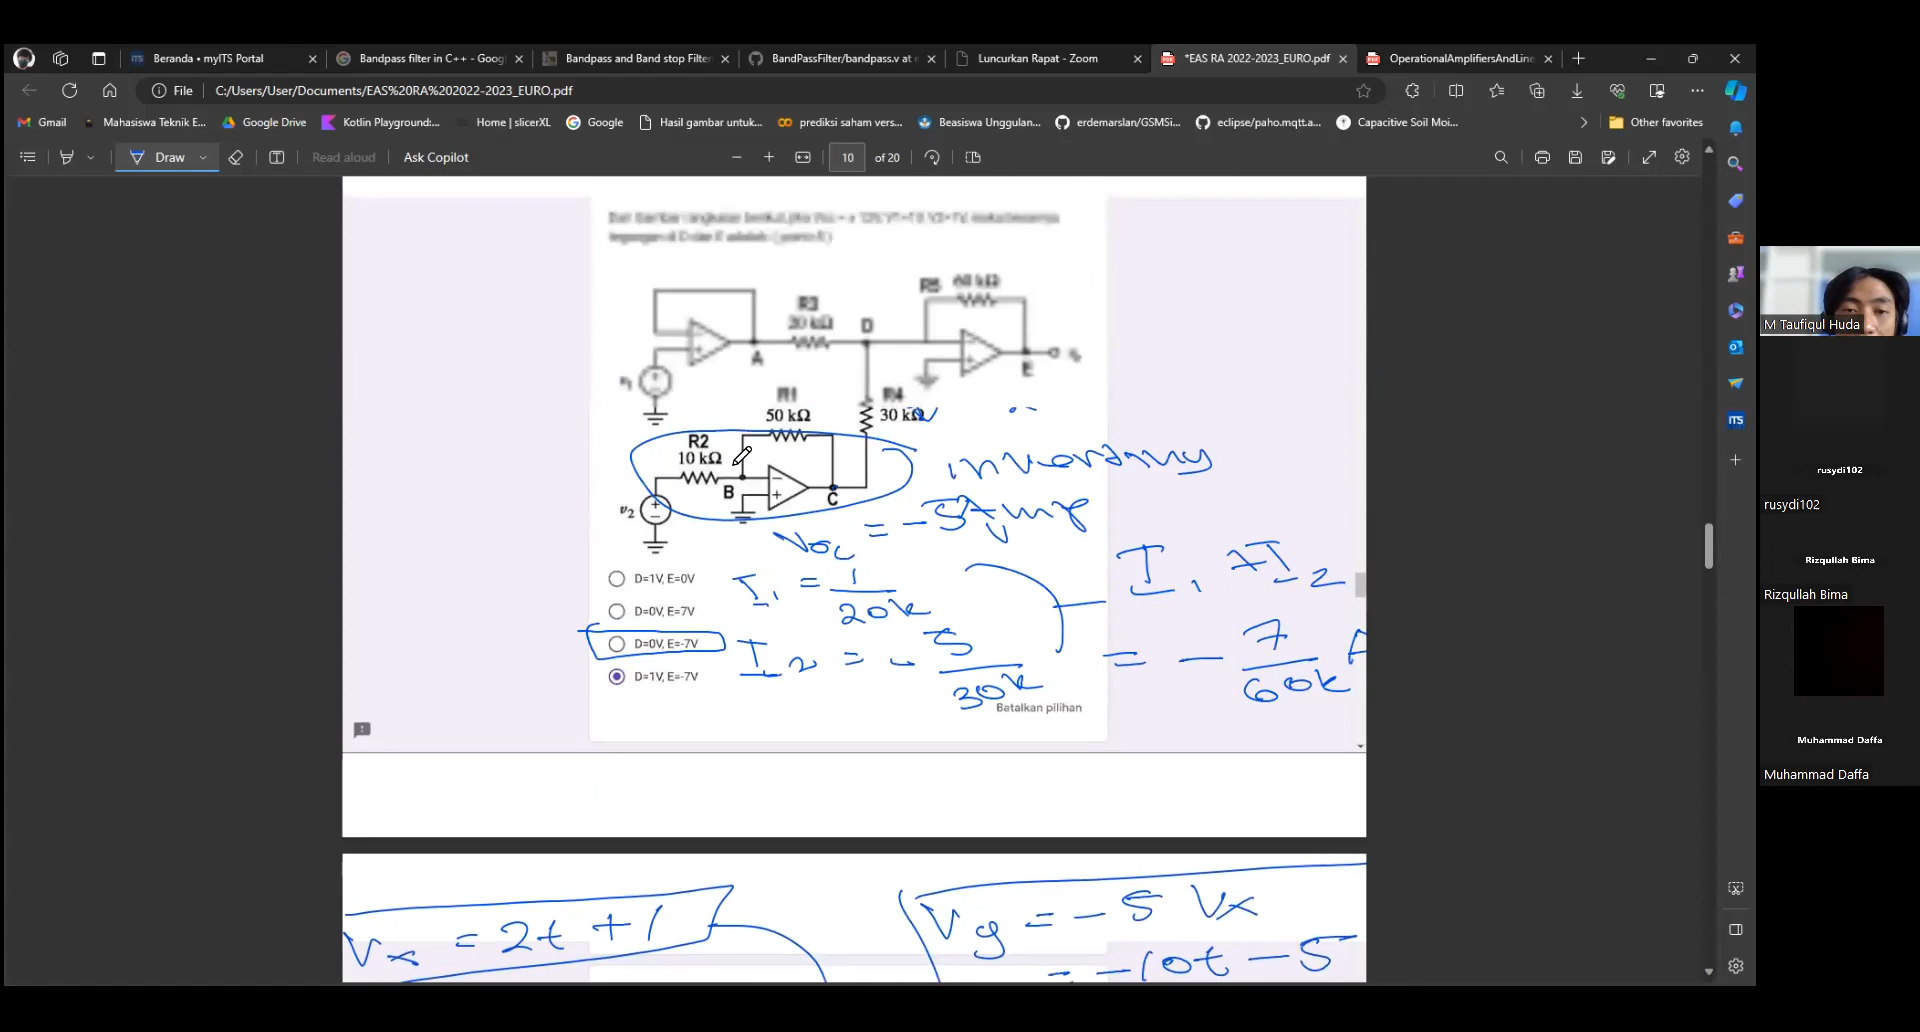 Beranda • myITS Portal
Bandpass filter in C++ - Goog
Bandpass and Band stop Filter
BandPassFilter/bandpass.v at
Luncurkan Rapat - Zoom
*EAS RA 2022-2023_EURO.pdf
OperationalAmplifiersAndLine
File C:/Users/User/Documents/EAS%20RA%202022-2023_EURO.pdf
Gmail
Mahasiswa Teknik E...
Google Drive
Kotlin Playground:...
Home | slicerXL
Google
Hasil gambar untuk...
prediksi saham vers...
Beasiswa Unggulan...
erdemarslan/GSMSi...
eclipse/paho.mqtt.a...
Capacitive Soil Moi...
Other favorites
Draw
Read aloud
Ask Copilot
10 of 20
R5 60 kΩ
R3
20 kΩ
D
A
E
v1
R1
50 kΩ
R4
30 kΩ
R2
10 kΩ
B
C
v2
inverting
= -5 V
D=1V, E=0V
D=0V, E=7V
D=0V, E=-7V
D=1V, E=-7V
I1 = 1/20k
I2 = - 5/30k
I1 + I2
= - 7/60k A
Batalkan pilihan
Vx = 2t + 1
Vy = -5 Vx
= -10t - 5
M Taufiqul Huda
rusydi102
rusydi102
Rizqullah Bima
Rizqullah Bima
Muhammad Daffa
Muhammad Daffa
ITS